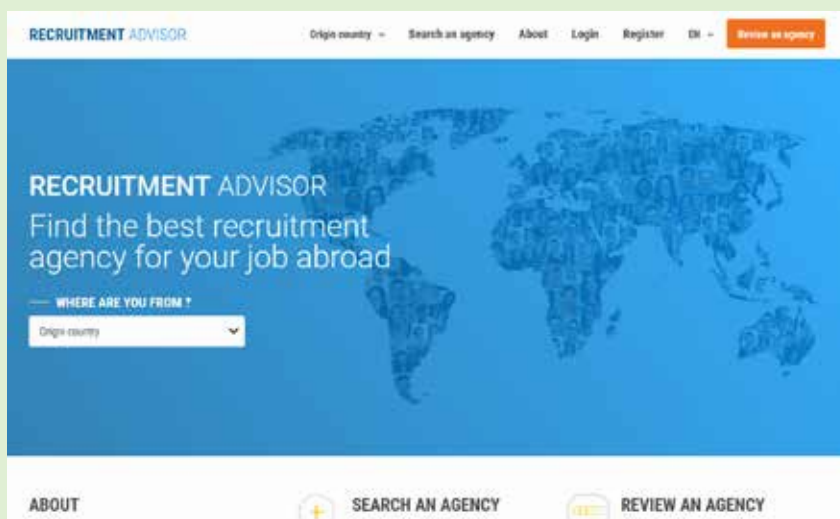 RECRUITMENT ADVISOR
Origin country
Search an agency
About
Login
Register
EN
Review an agency
RECRUITMENT ADVISOR
Find the best recruitment
agency for your job abroad
WHERE ARE YOU FROM ?
Origin country
ABOUT
SEARCH AN AGENCY
REVIEW AN AGENCY